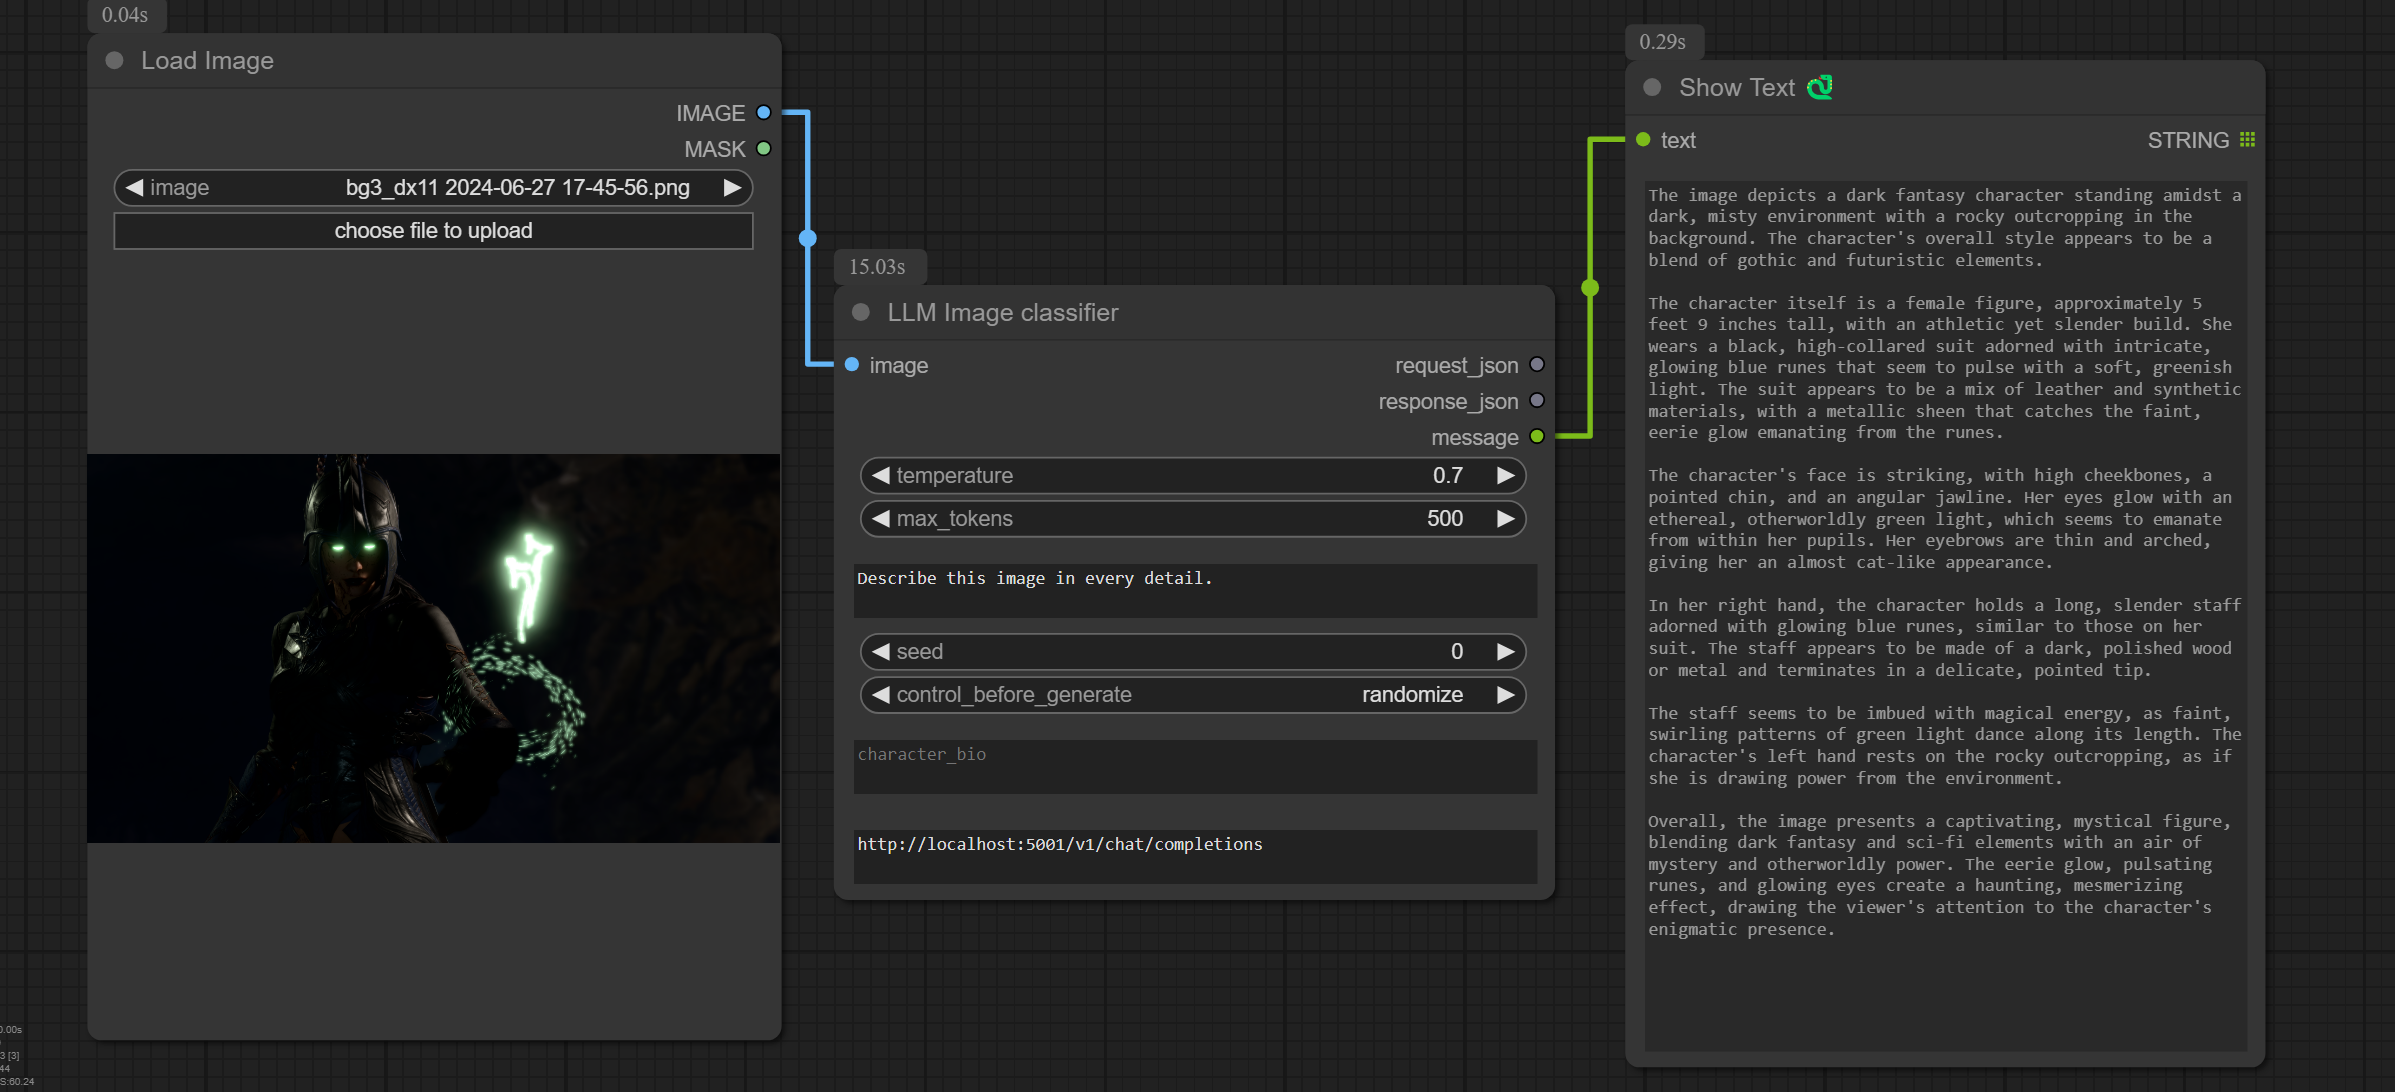 0.04s
Load Image
IMAGE
MASK
image bg3_dx11 2024-06-27 17-45-56.png
choose file to upload
15.03s
LLM Image classifier
image request_json
response_json
message
temperature 0.7
max_tokens 500
Describe this image in every detail.
seed 0
control_before_generate randomize
character_bio
http://localhost:5001/v1/chat/completions
0.29s
Show Text
text STRING
The image depicts a dark fantasy character standing amidst a
dark, misty environment with a rocky outcropping in the
background. The character's overall style appears to be a
blend of gothic and futuristic elements.
The character itself is a female figure, approximately 5
feet 9 inches tall, with an athletic yet slender build. She
wears a black, high-collared suit adorned with intricate,
glowing blue runes that seem to pulse with a soft, greenish
light. The suit appears to be a mix of leather and synthetic
materials, with a metallic sheen that catches the faint,
eerie glow emanating from the runes.
The character's face is striking, with high cheekbones, a
pointed chin, and an angular jawline. Her eyes glow with an
ethereal, otherworldly green light, which seems to emanate
from within her pupils. Her eyebrows are thin and arched,
giving her an almost cat-like appearance.
In her right hand, the character holds a long, slender staff
adorned with glowing blue runes, similar to those on her
suit. The staff appears to be made of a dark, polished wood
or metal and terminates in a delicate, pointed tip.
The staff seems to be imbued with magical energy, as faint,
swirling patterns of green light dance along its length. The
character's left hand rests on the rocky outcropping, as if
she is drawing power from the environment.
Overall, the image presents a captivating, mystical figure,
blending dark fantasy and sci-fi elements with an air of
mystery and otherworldly power. The eerie glow, pulsating
runes, and glowing eyes create a haunting, mesmerizing
effect, drawing the viewer's attention to the character's
enigmatic presence.
0.00s
3 [3]
44
S:60.24